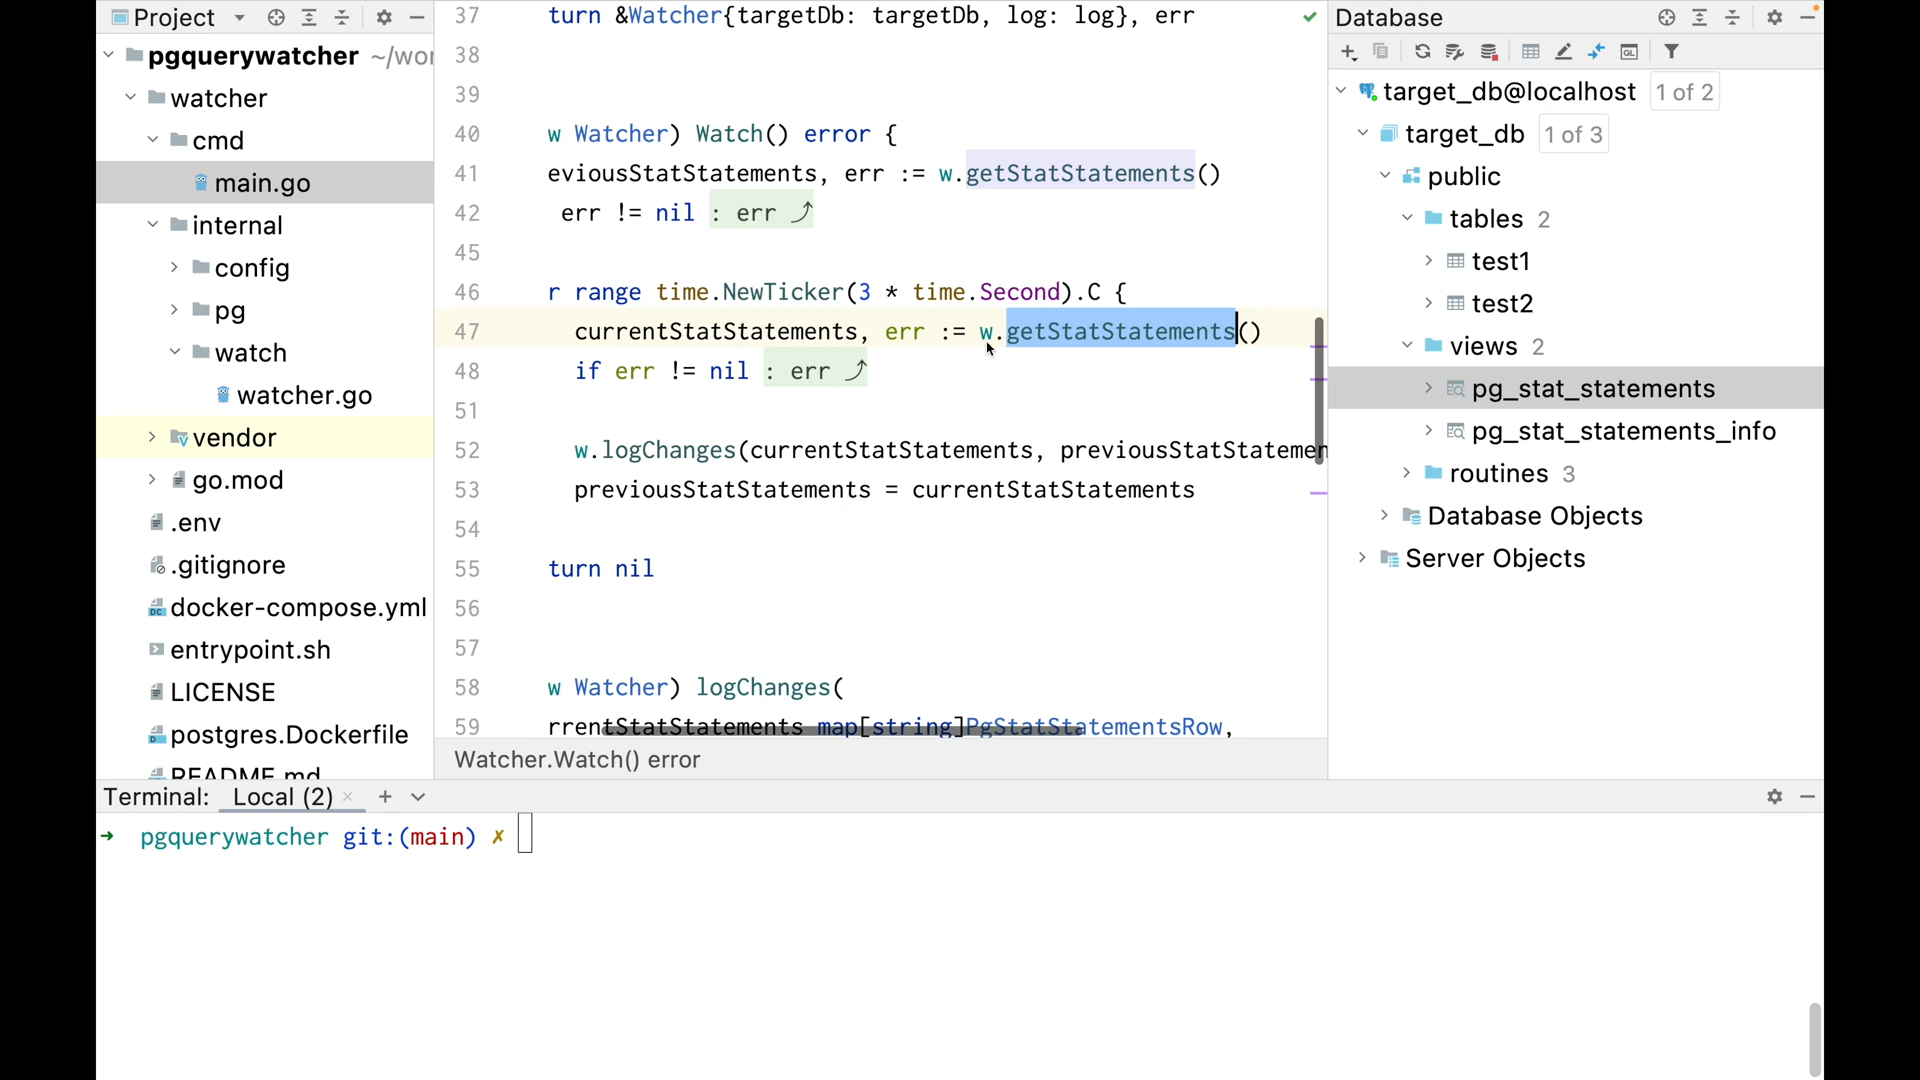 Project
pgquerywatcher ~/wor
watcher
cmd
main.go
internal
config
pg
watch
watcher.go
vendor
go.mod
.env
.gitignore
docker-compose.yml
entrypoint.sh
LICENSE
postgres.Dockerfile
README.md
37 turn &Watcher{targetDb: targetDb, log: log}, err
38
39
40 w Watcher) Watch() error {
41 eviousStatStatements, err := w.getStatStatements()
42 err != nil : err
45
46 r range time.NewTicker(3 * time.Second).C {
47 currentStatStatements, err := w.getStatStatements()
48 if err != nil : err
51
52 w.logChanges(currentStatStatements, previousStatStatemen
53 previousStatStatements = currentStatStatements
54
55 turn nil
56
57
58 w Watcher) logChanges(
59 rrentStatStatements map[string]PgStatStatementsRow,
Watcher.Watch() error
Database
target_db@localhost 1 of 2
target_db 1 of 3
public
tables 2
test1
test2
views 2
pg_stat_statements
pg_stat_statements_info
routines 3
Database Objects
Server Objects
Terminal: Local (2)
→ pgquerywatcher git:(main) ✗